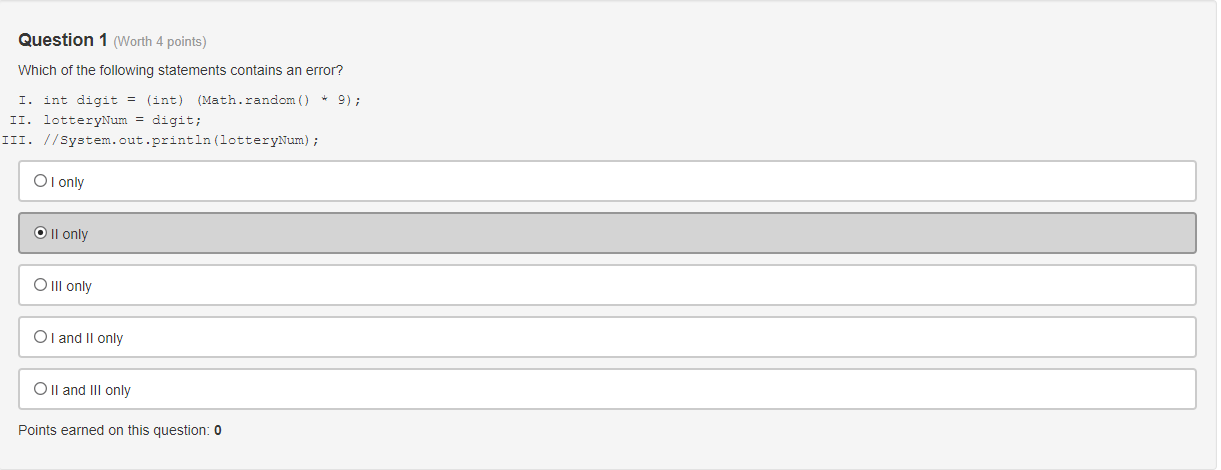 Question 1 (Worth 4 points)
Which of the following statements contains an error?
I. int digit = (int) (Math.random() * 9);
II. lotteryNum = digit;
III. //System.out.println(lotteryNum);
I only
II only
III only
I and II only
II and III only
Points earned on this question: 0